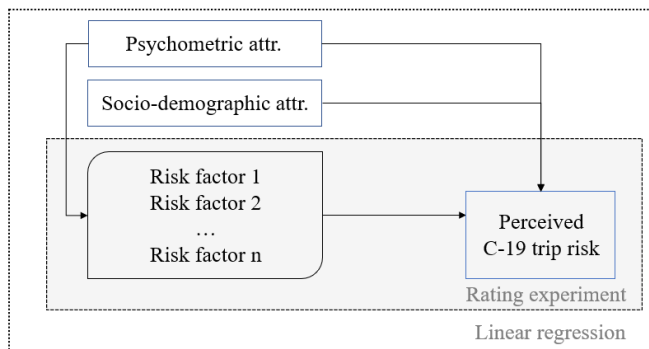 Psychometric attr.
Socio-demographic attr.
Risk factor 1
Risk factor 2
…
Risk factor n
Perceived
C-19 trip risk
Rating experiment
Linear regression